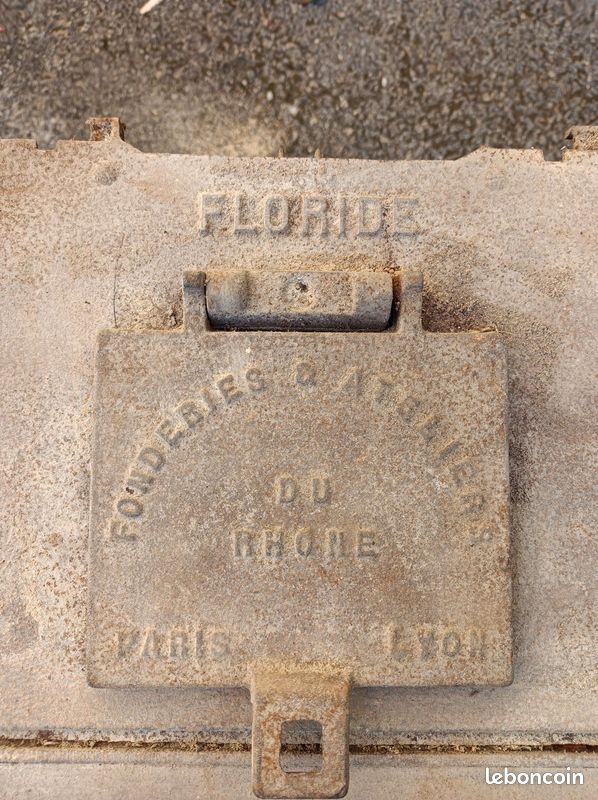 FLORIDE
FONDERIES & ATELIERS
DU
RHONE
PARIS LYON
leboncoin